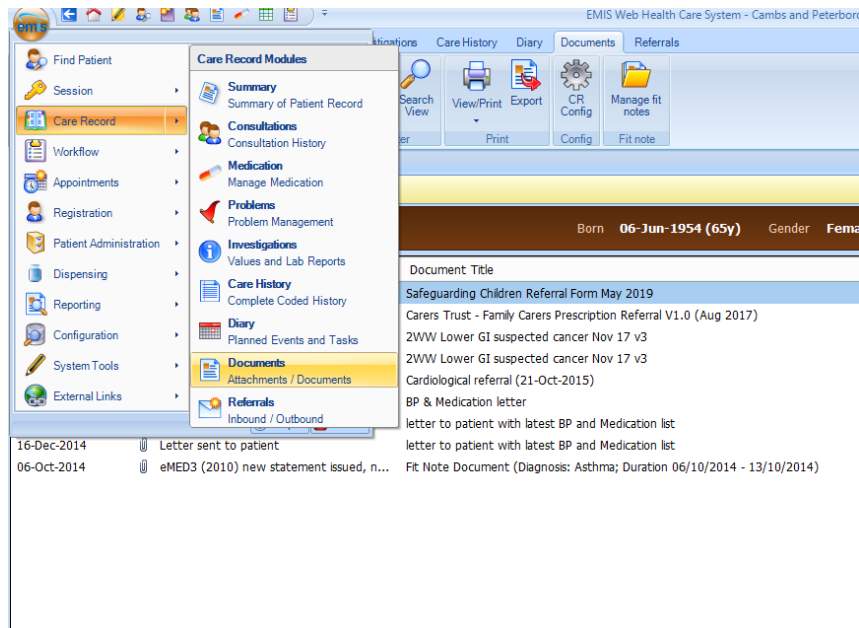 EMIS Web Health Care System - Cambs and Peterboro
emis
Care History Diary Documents Referrals
Search View
View/Print
Export
CR Config
Manage fit notes
Print
Config
Fit note
Find Patient
Session
Care Record
Workflow
Appointments
Registration
Patient Administration
Dispensing
Reporting
Configuration
System Tools
External Links
Care Record Modules
Summary
Summary of Patient Record
Consultations
Consultation History
Medication
Manage Medication
Problems
Problem Management
Investigations
Values and Lab Reports
Care History
Complete Coded History
Diary
Planned Events and Tasks
Documents
Attachments / Documents
Referrals
Inbound / Outbound
Born 06-Jun-1954 (65y) Gender Fema
Document Title
Safeguarding Children Referral Form May 2019
Carers Trust - Family Carers Prescription Referral V1.0 (Aug 2017)
2WW Lower GI suspected cancer Nov 17 v3
2WW Lower GI suspected cancer Nov 17 v3
Cardiological referral (21-Oct-2015)
BP & Medication letter
letter to patient with latest BP and Medication list
16-Dec-2014 Letter sent to patient letter to patient with latest BP and Medication list
06-Oct-2014 eMED3 (2010) new statement issued, n... Fit Note Document (Diagnosis: Asthma; Duration 06/10/2014 - 13/10/2014)